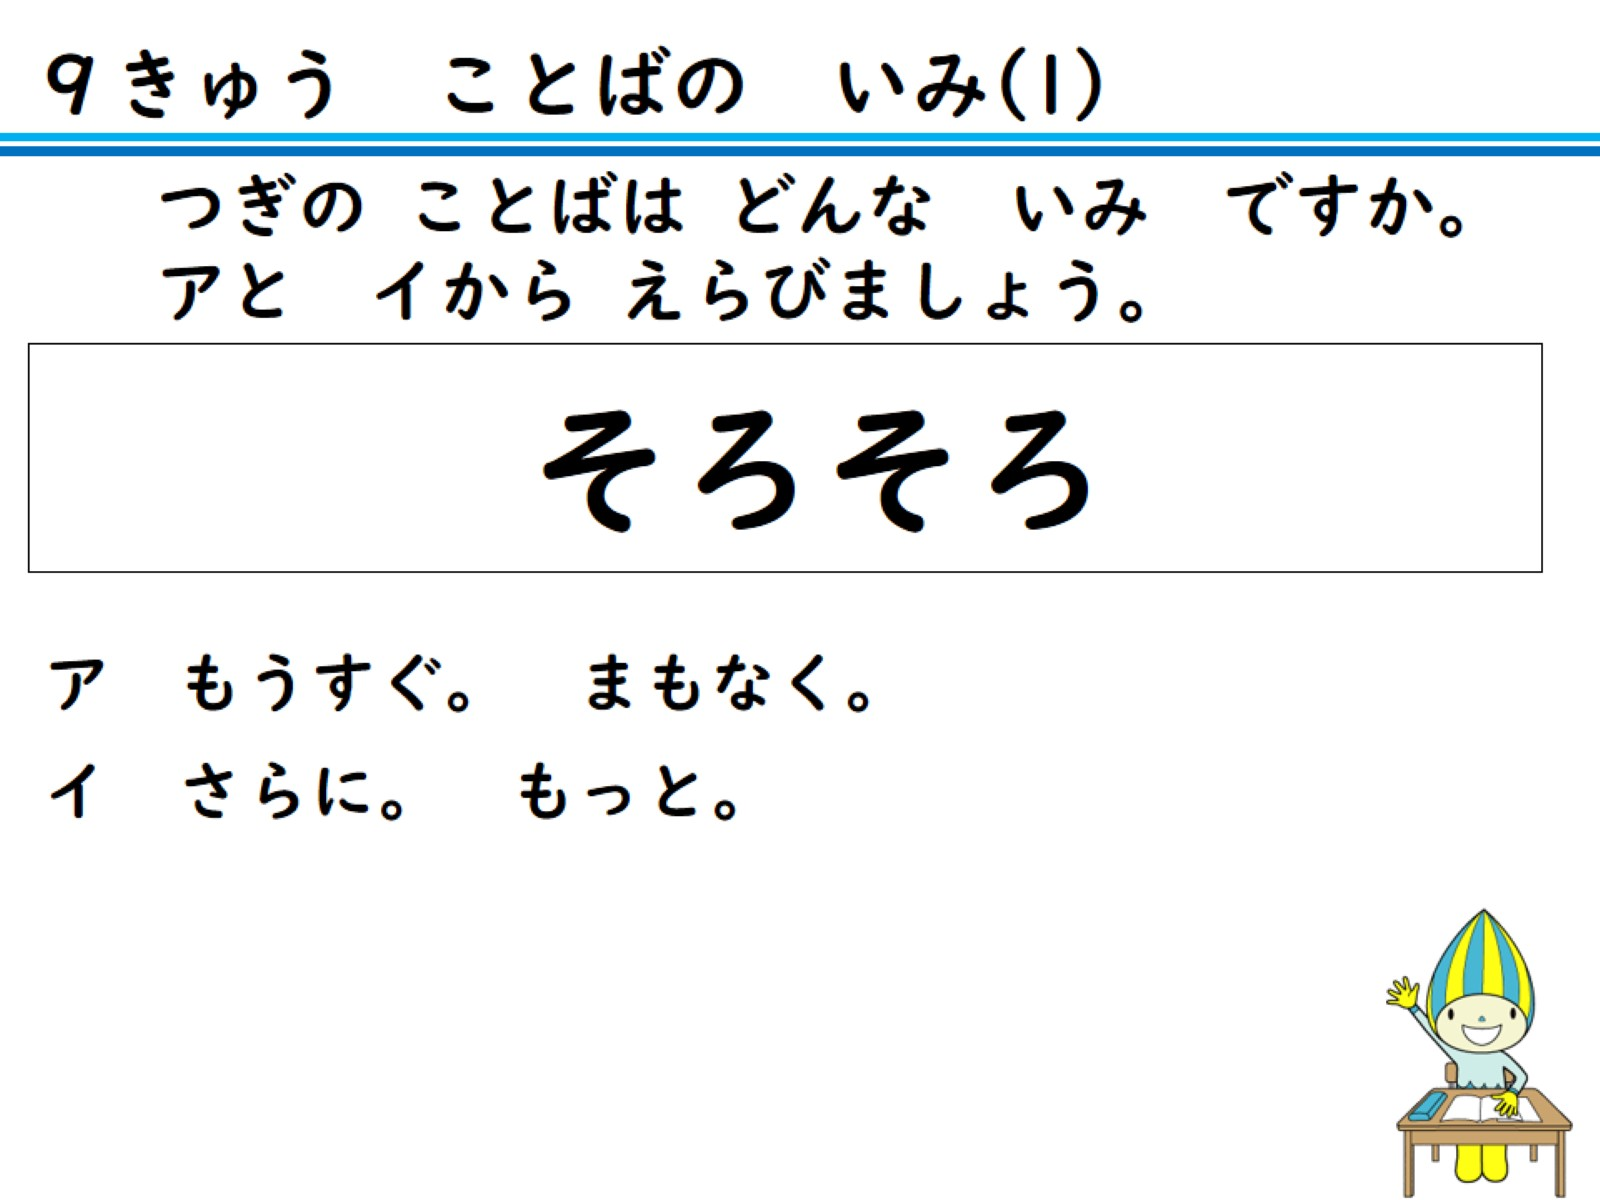 9きゅう　ことばの　いみ(1)
つぎの ことばは どんな　いみ　ですか。
アと　イから えらびましょう。
そろそろ
ア　もうすぐ。　まもなく。
イ　さらに。　もっと。